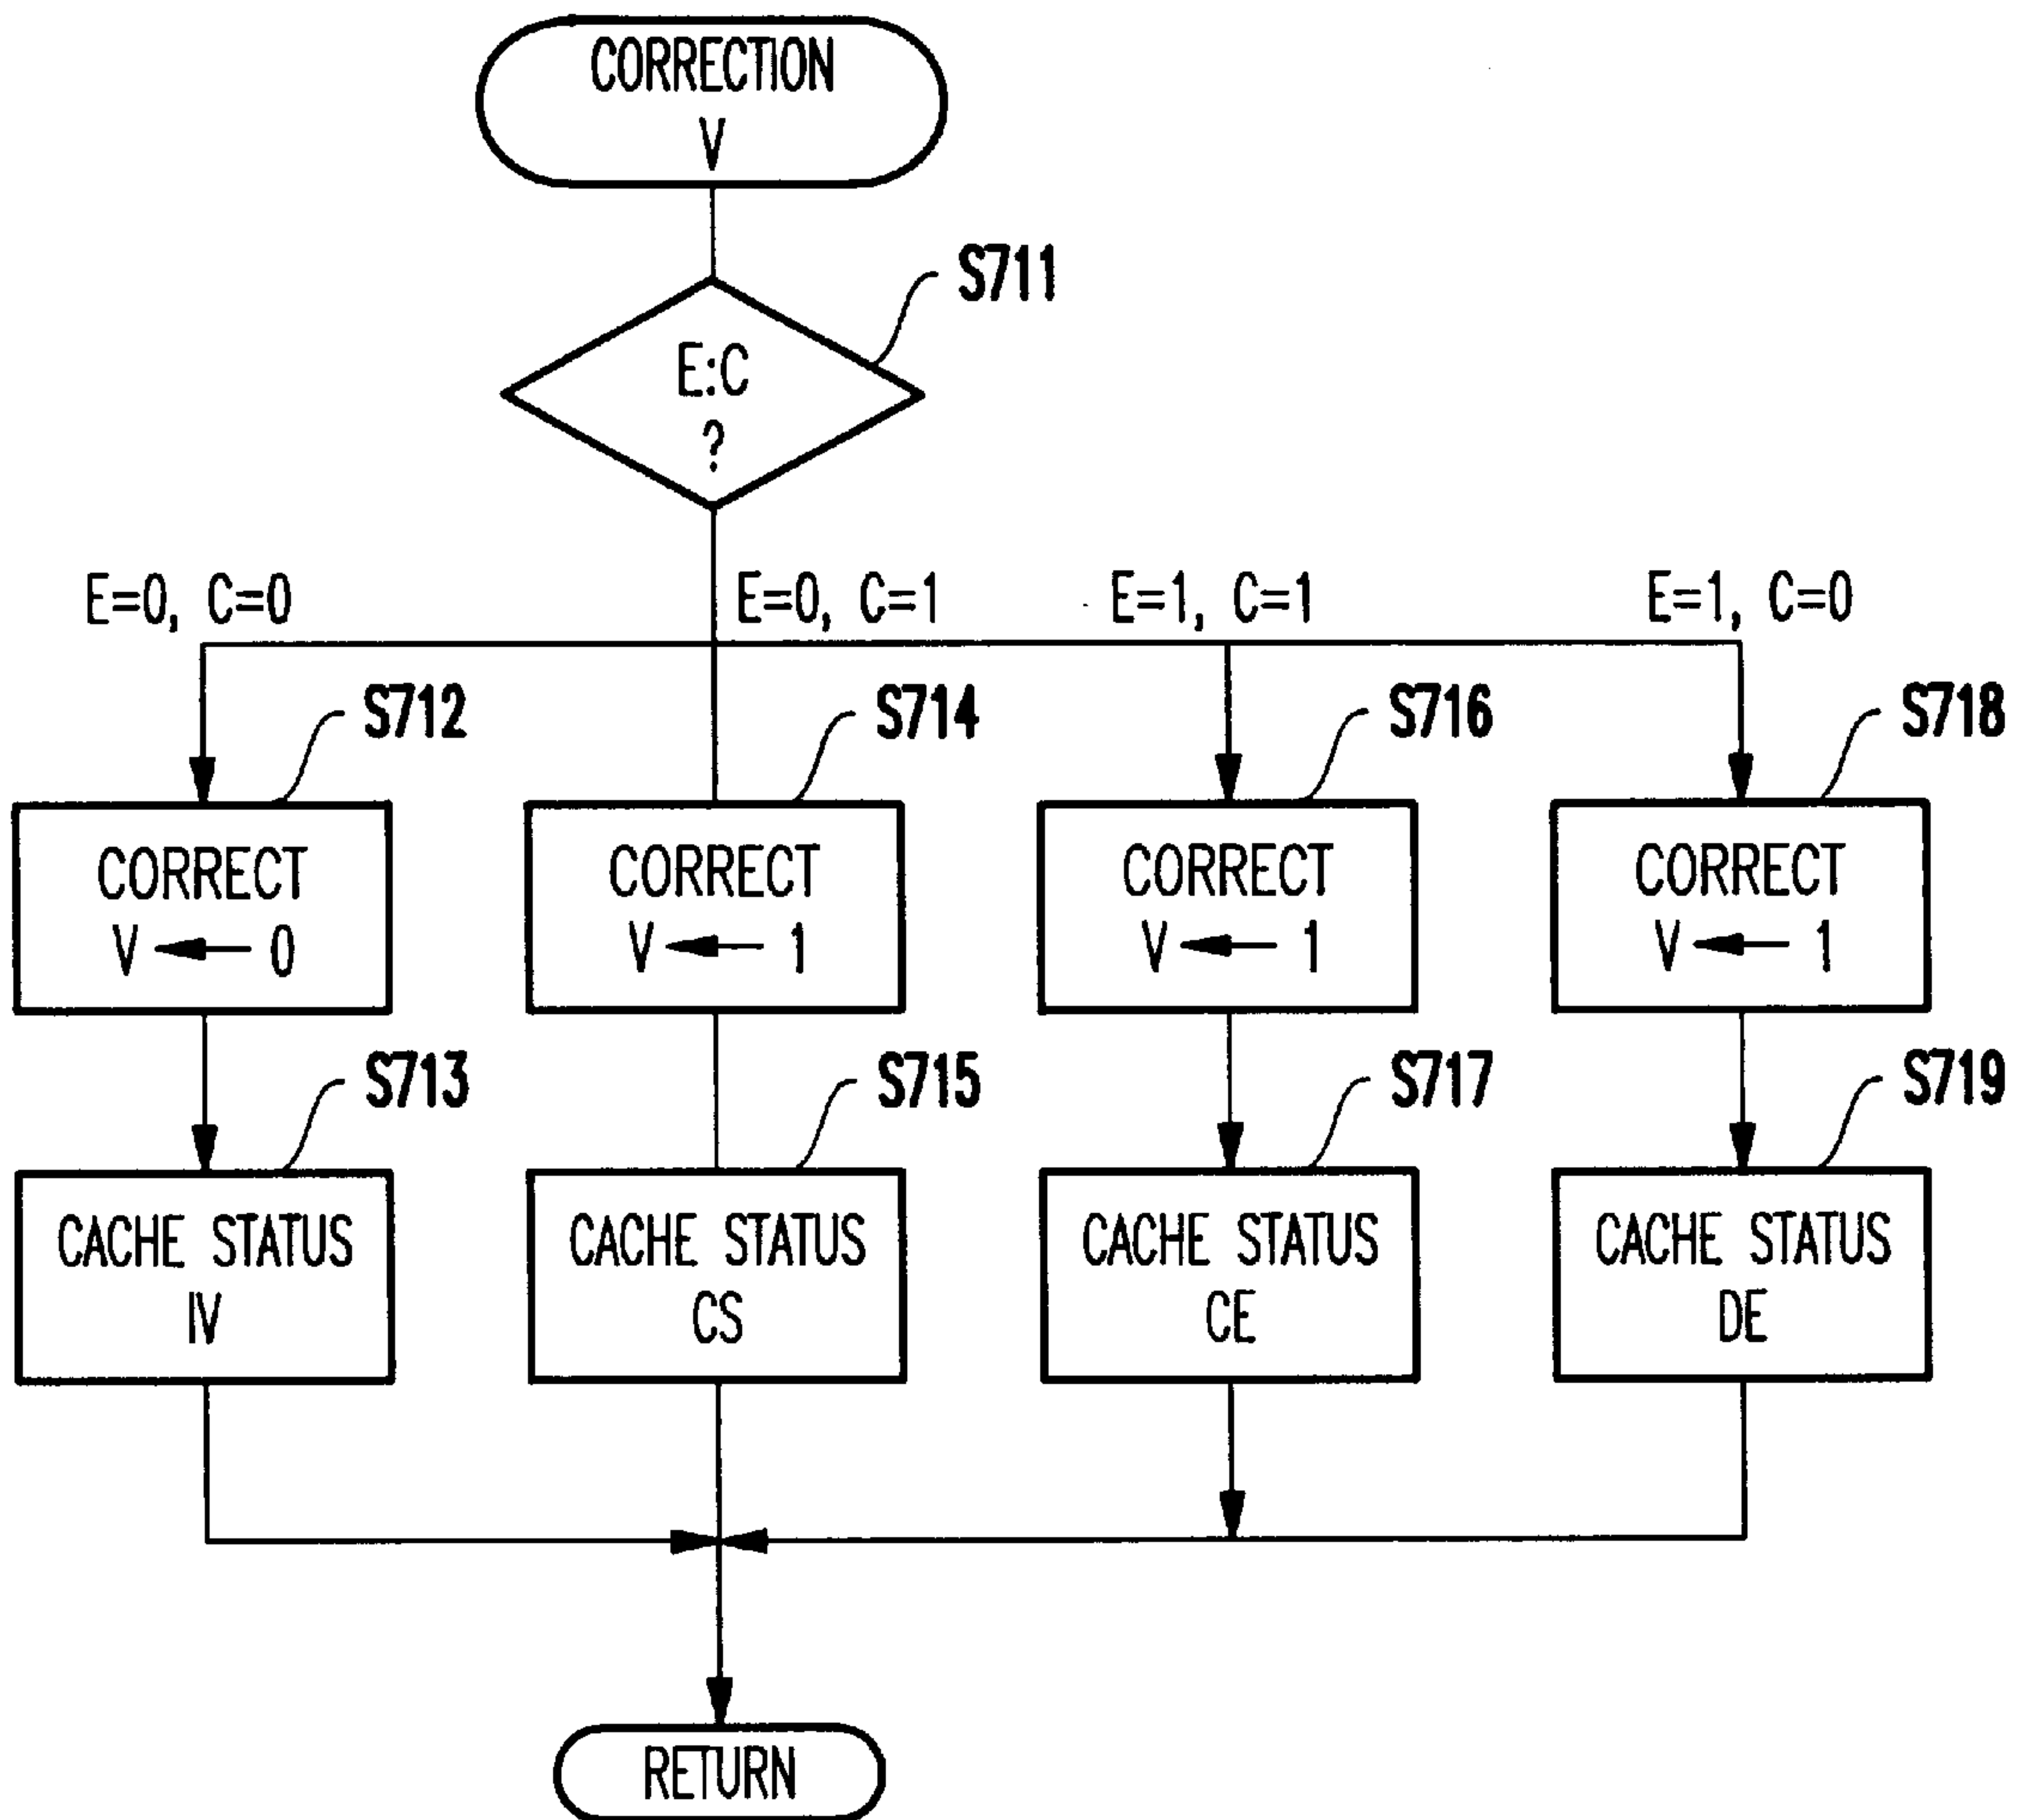 CORRECTION
V
S711
E:C
?
E=0, C=0
E=0, C=1
E=1, C=1
E=1, C=0
S712
S714
S716
S718
CORRECT
V ← 0
CORRECT
V ← 1
CORRECT
V ← 1
CORRECT
V ← 1
S713
S715
S717
S719
CACHE STATUS
IV
CACHE STATUS
CS
CACHE STATUS
CE
CACHE STATUS
DE
RETURN